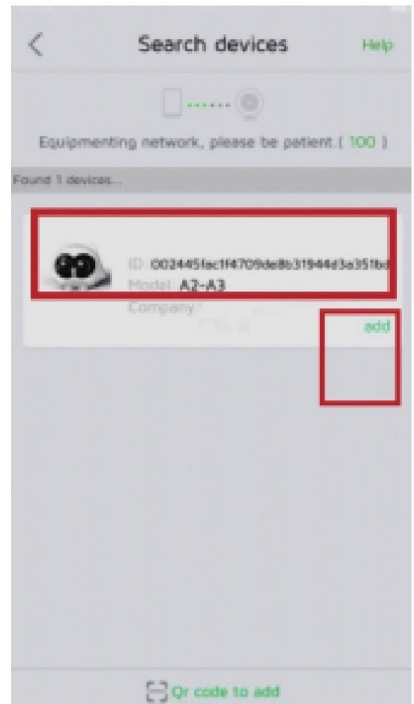 Search devices
Help
Equipmenting network, please be patient.( 100 )
Found 1 devices...
ID: 002445fac1f4709de8b31944d3a351bd
Model: A2-A3
Company:
add
Qr code to add